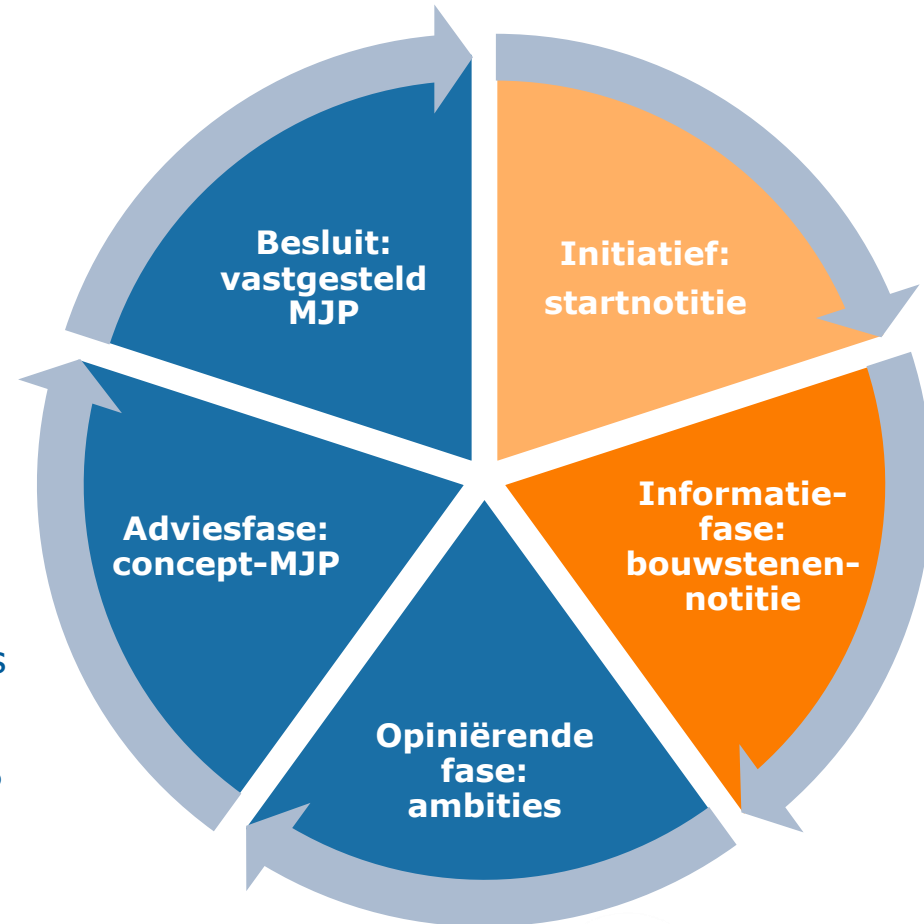 Besluit:
vastgesteld
MJP
Initiatief:
startnotitie
Informatie-
fase:
bouwstenen-
notitie
Opiniërende
fase:
ambities
Adviesfase:
concept-MJP